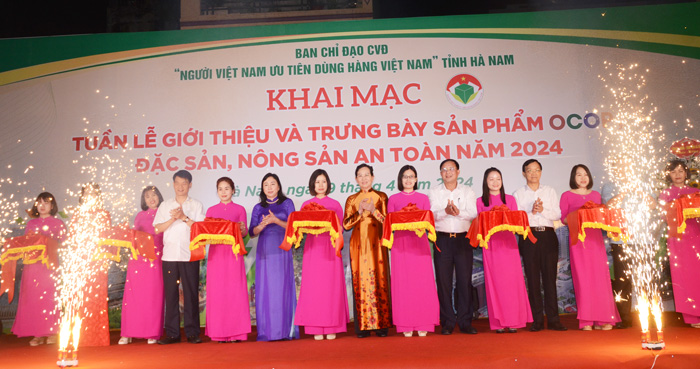 BAN CHỈ ĐẠO CVĐ
“NGƯỜI VIỆT NAM ƯU TIÊN DÙNG HÀNG VIỆT NAM” TỈNH HÀ NAM
KHAI MẠC
TUẦN LỄ GIỚI THIỆU VÀ TRƯNG BÀY SẢN PHẨM OCOP
ĐẶC SẢN, NÔNG SẢN AN TOÀN NĂM 2024